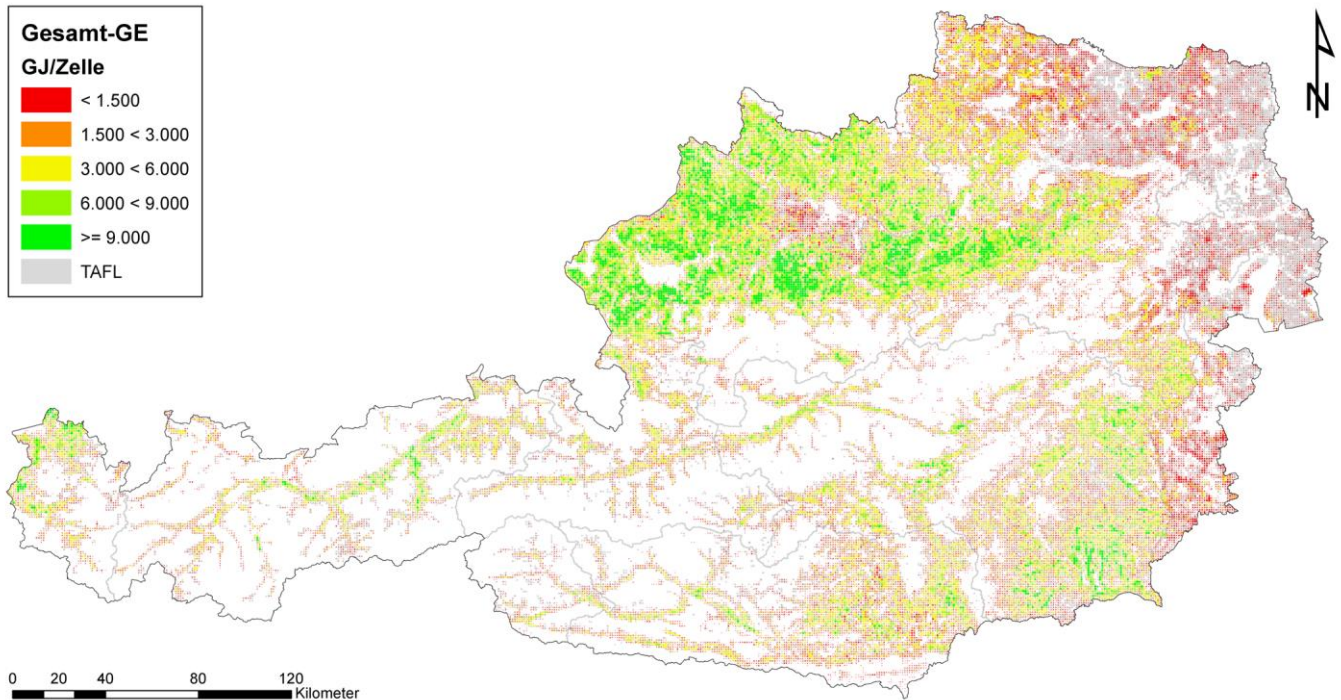 Gesamt-GE
GJ/Zelle
< 1.500
1.500 < 3.000
3.000 < 6.000
6.000 < 9.000
>= 9.000
TAFL
N
0 20 40 80 120
Kilometer